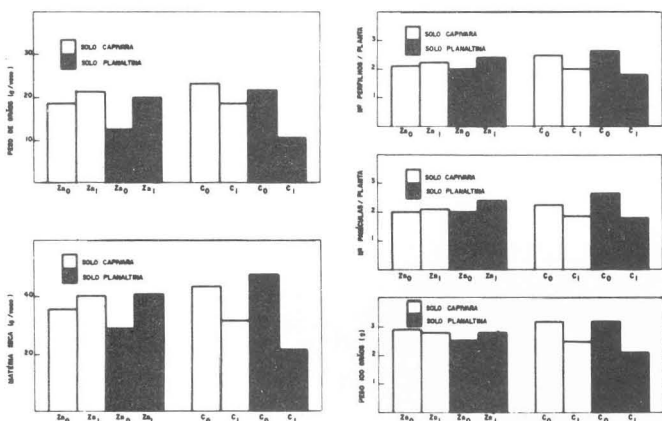 SOLO CAPIVARA
SOLO PLANALTINA
PESO DE GRÃOS (g/vaso)
30
20
10
Zn0 Zn1 Zn0 Zn1 C0 C1 C0 C1
SOLO CAPIVARA
SOLO PLANALTINA
MATÉRIA SECA (g/vaso)
40
20
Zn0 Zn1 Zn0 Zn1 C0 C1 C0 C1
SOLO CAPIVARA
SOLO PLANALTINA
Nº PERFILHOS / PLANTA
3
2
1
Zn0 Zn1 Zn0 Zn1 C0 C1 C0 C1
SOLO CAPIVARA
SOLO PLANALTINA
Nº PANÍCULAS / PLANTA
3
2
1
Zn0 Zn1 Zn0 Zn1 C0 C1 C0 C1
SOLO CAPIVARA
SOLO PLANALTINA
PESO 100 GRÃOS (g)
3
2
1
Zn0 Zn1 Zn0 Zn1 C0 C1 C0 C1